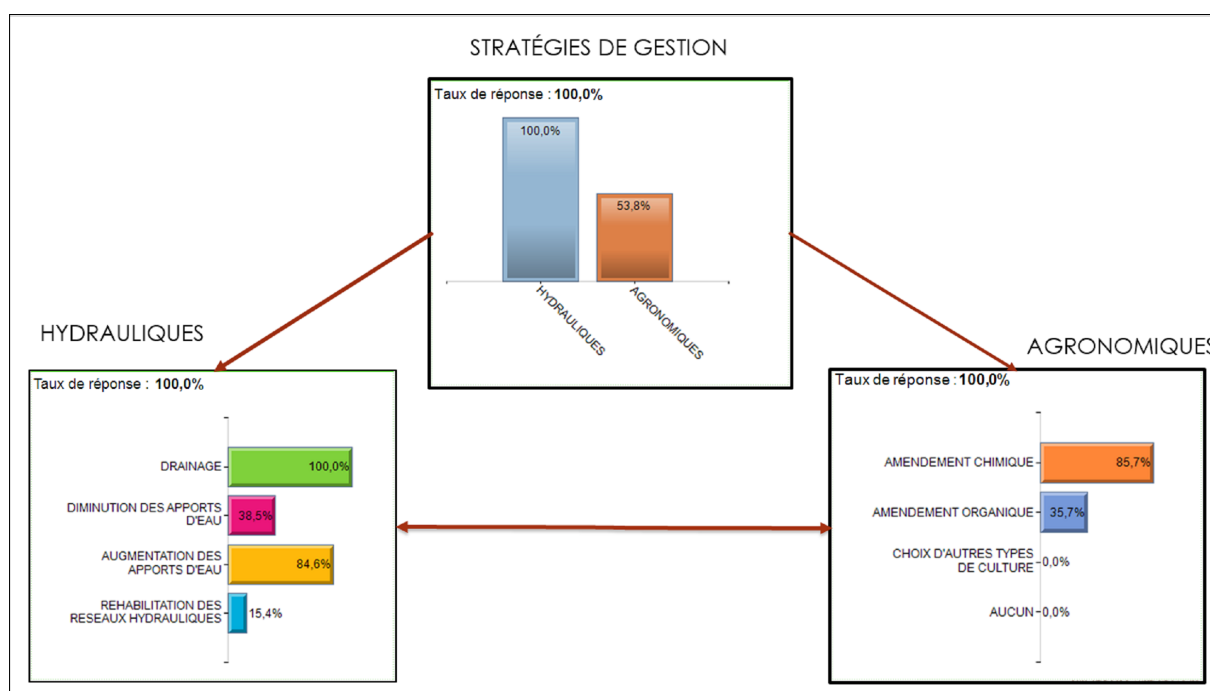 STRATÉGIES DE GESTION
Taux de réponse : 100,0%
100,0%
53,8%
HYDRAULIQUES
AGRONOMIQUES
HYDRAULIQUES
Taux de réponse : 100,0%
DRAINAGE
100,0%
DIMINUTION DES APPORTS
D'EAU
38,5%
AUGMENTATION DES
APPORTS D'EAU
84,6%
REHABILITATION DES
RESEAUX HYDRAULIQUES
15,4%
AGRONOMIQUES
Taux de réponse : 100,0%
AMENDEMENT CHIMIQUE
85,7%
AMENDEMENT ORGANIQUE
35,7%
CHOIX D'AUTRES TYPES
DE CULTURE
0,0%
AUCUN
0,0%